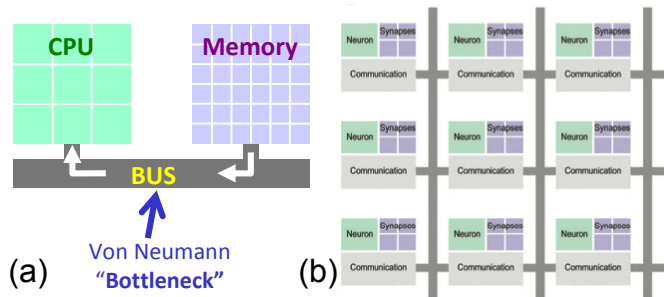 CPU
Memory
BUS
Von Neumann
“Bottleneck”
(a)
Neuron Synapses
Communication
Neuron Synapses
Communication
Neuron Synapses
Communication
Neuron Synapses
Communication
Neuron Synapses
Communication
Neuron Synapses
Communication
Neuron Synapses
Communication
Neuron Synapses
Communication
Neuron Synapses
Communication
(b)